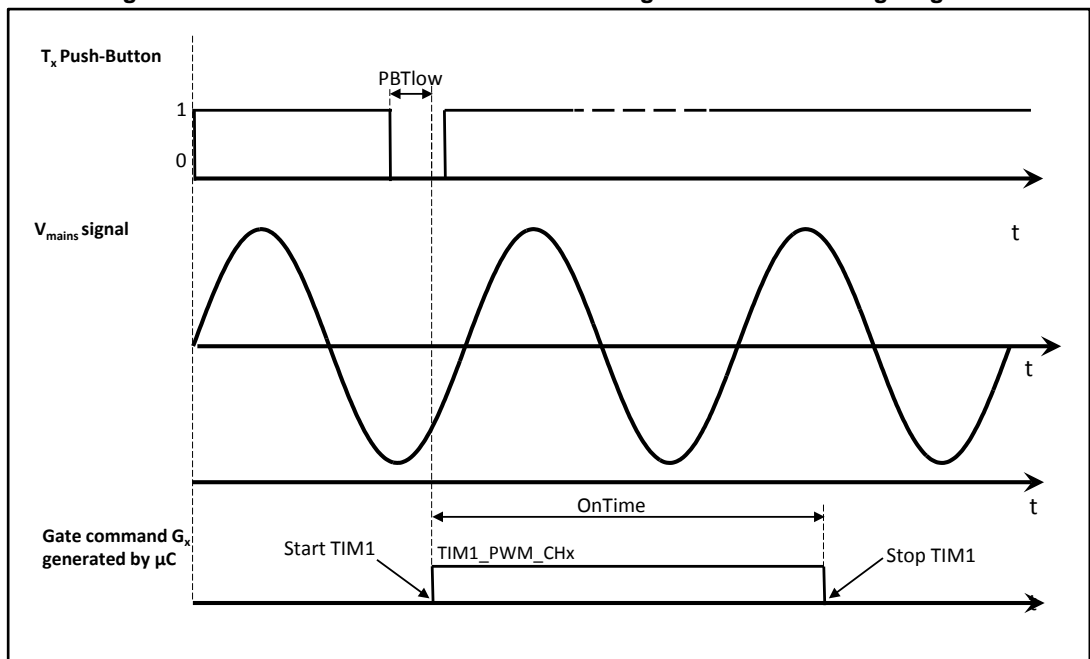 Tx Push-Button
PBTlow
1
0
t
Vmains signal
t
t
OnTime
Gate command Gx
generated by µC
Start TIM1
TIM1_PWM_CHx
Stop TIM1
t